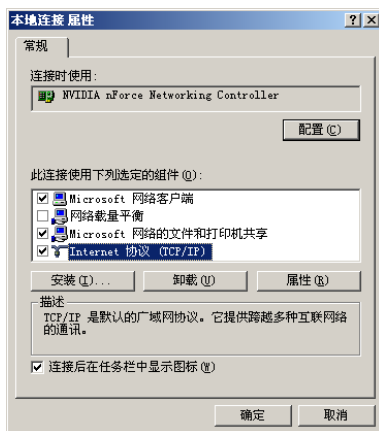 本地连接 属性
常规
连接时使用:
NVIDIA nForce Networking Controller
配置(C)
此连接使用下列选定的组件(O):
Microsoft 网络客户端
网络载量平衡
Microsoft 网络的文件和打印机共享
Internet 协议 (TCP/IP)
安装(I)... 卸载(U) 属性(R)
描述
TCP/IP 是默认的广域网协议。它提供跨越多种互联网络
的通讯。
连接后在任务栏中显示图标(W)
确定 取消